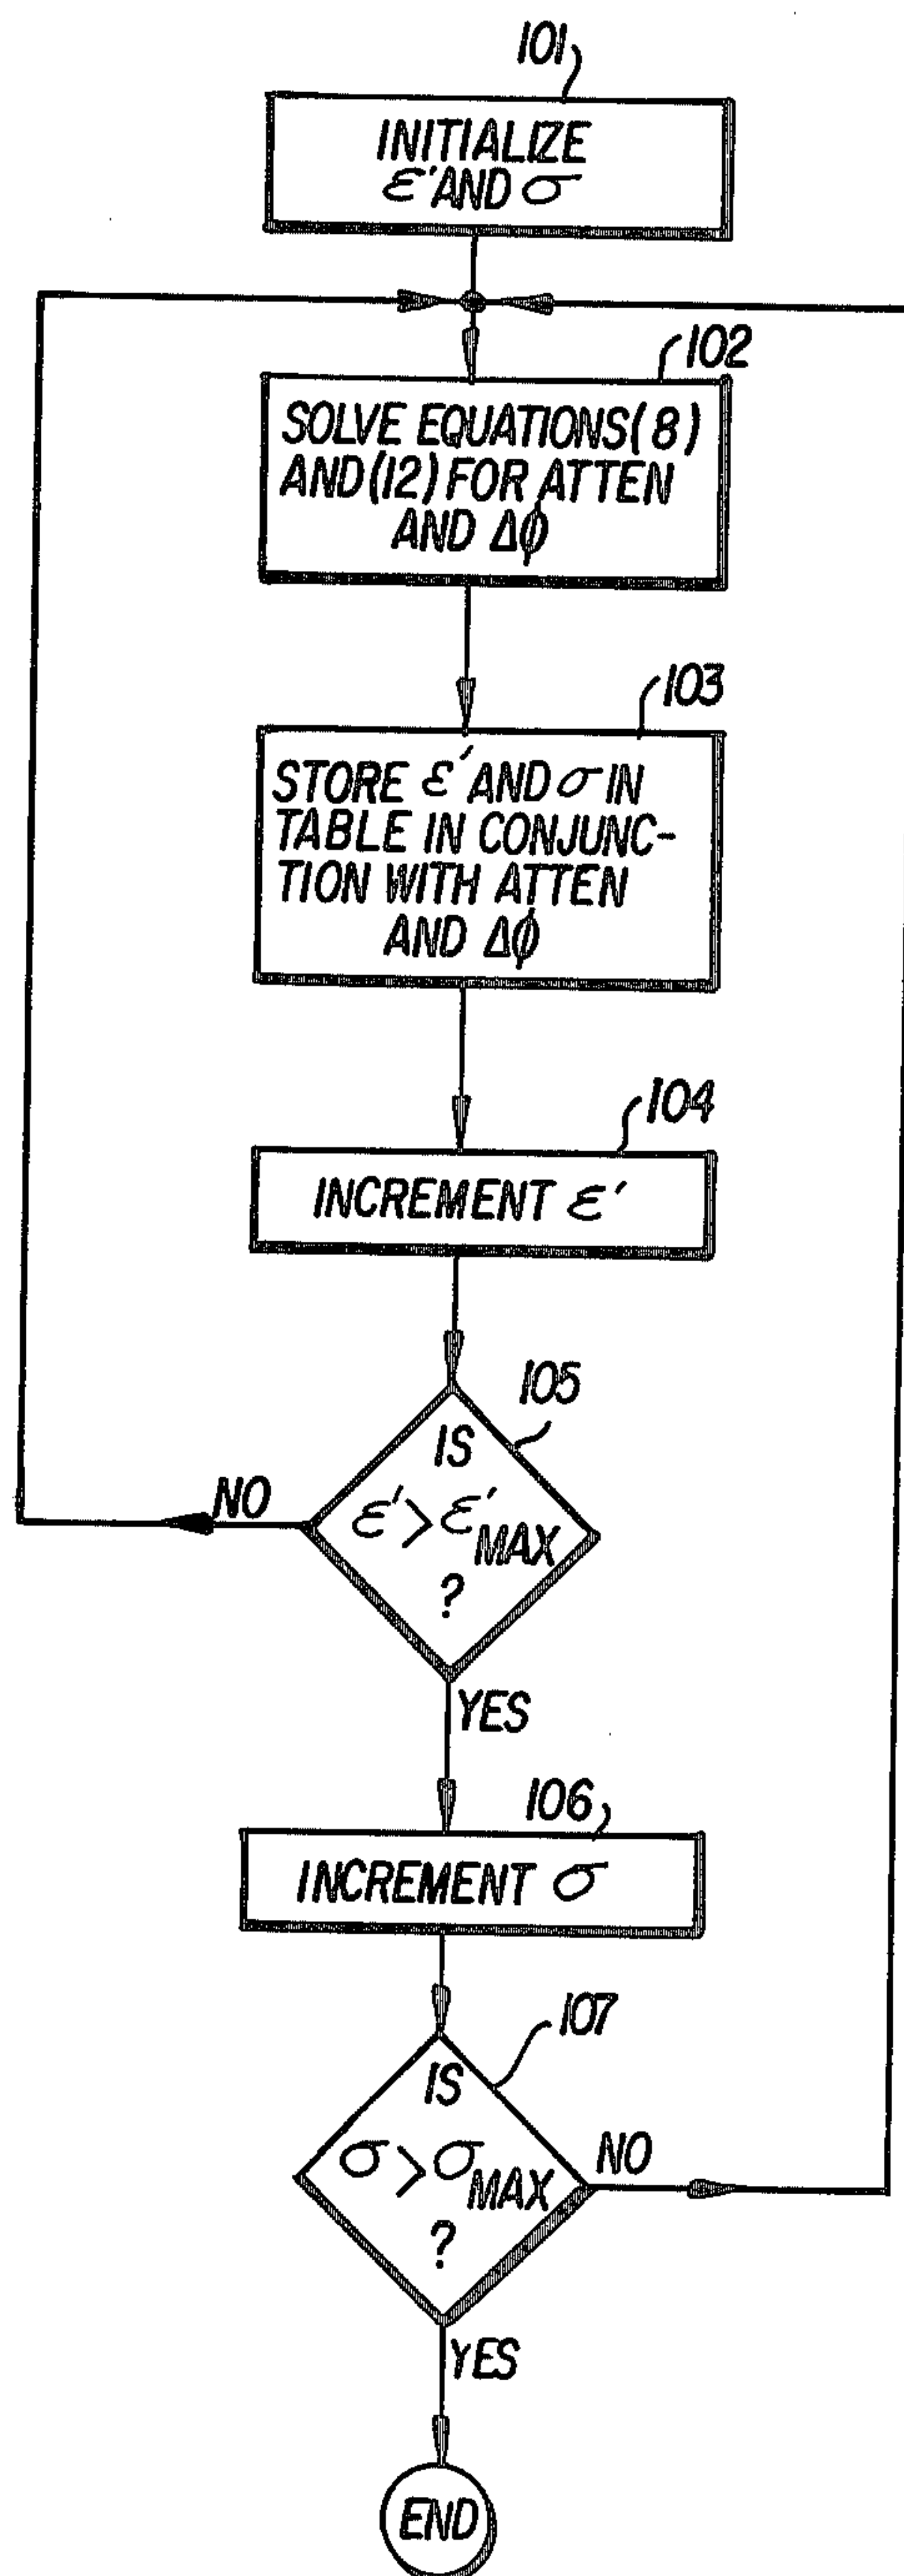 101
INITIALIZE
ε' AND σ
102
SOLVE EQUATIONS (8)
AND (12) FOR ATTEN
AND Δϕ
103
STORE ε' AND σ IN
TABLE IN CONJUNC-
TION WITH ATTEN
AND Δϕ
104
INCREMENT ε'
105
IS
ε' > ε'MAX
?
NO
YES
106
INCREMENT σ
107
IS
σ > σMAX
?
NO
YES
END